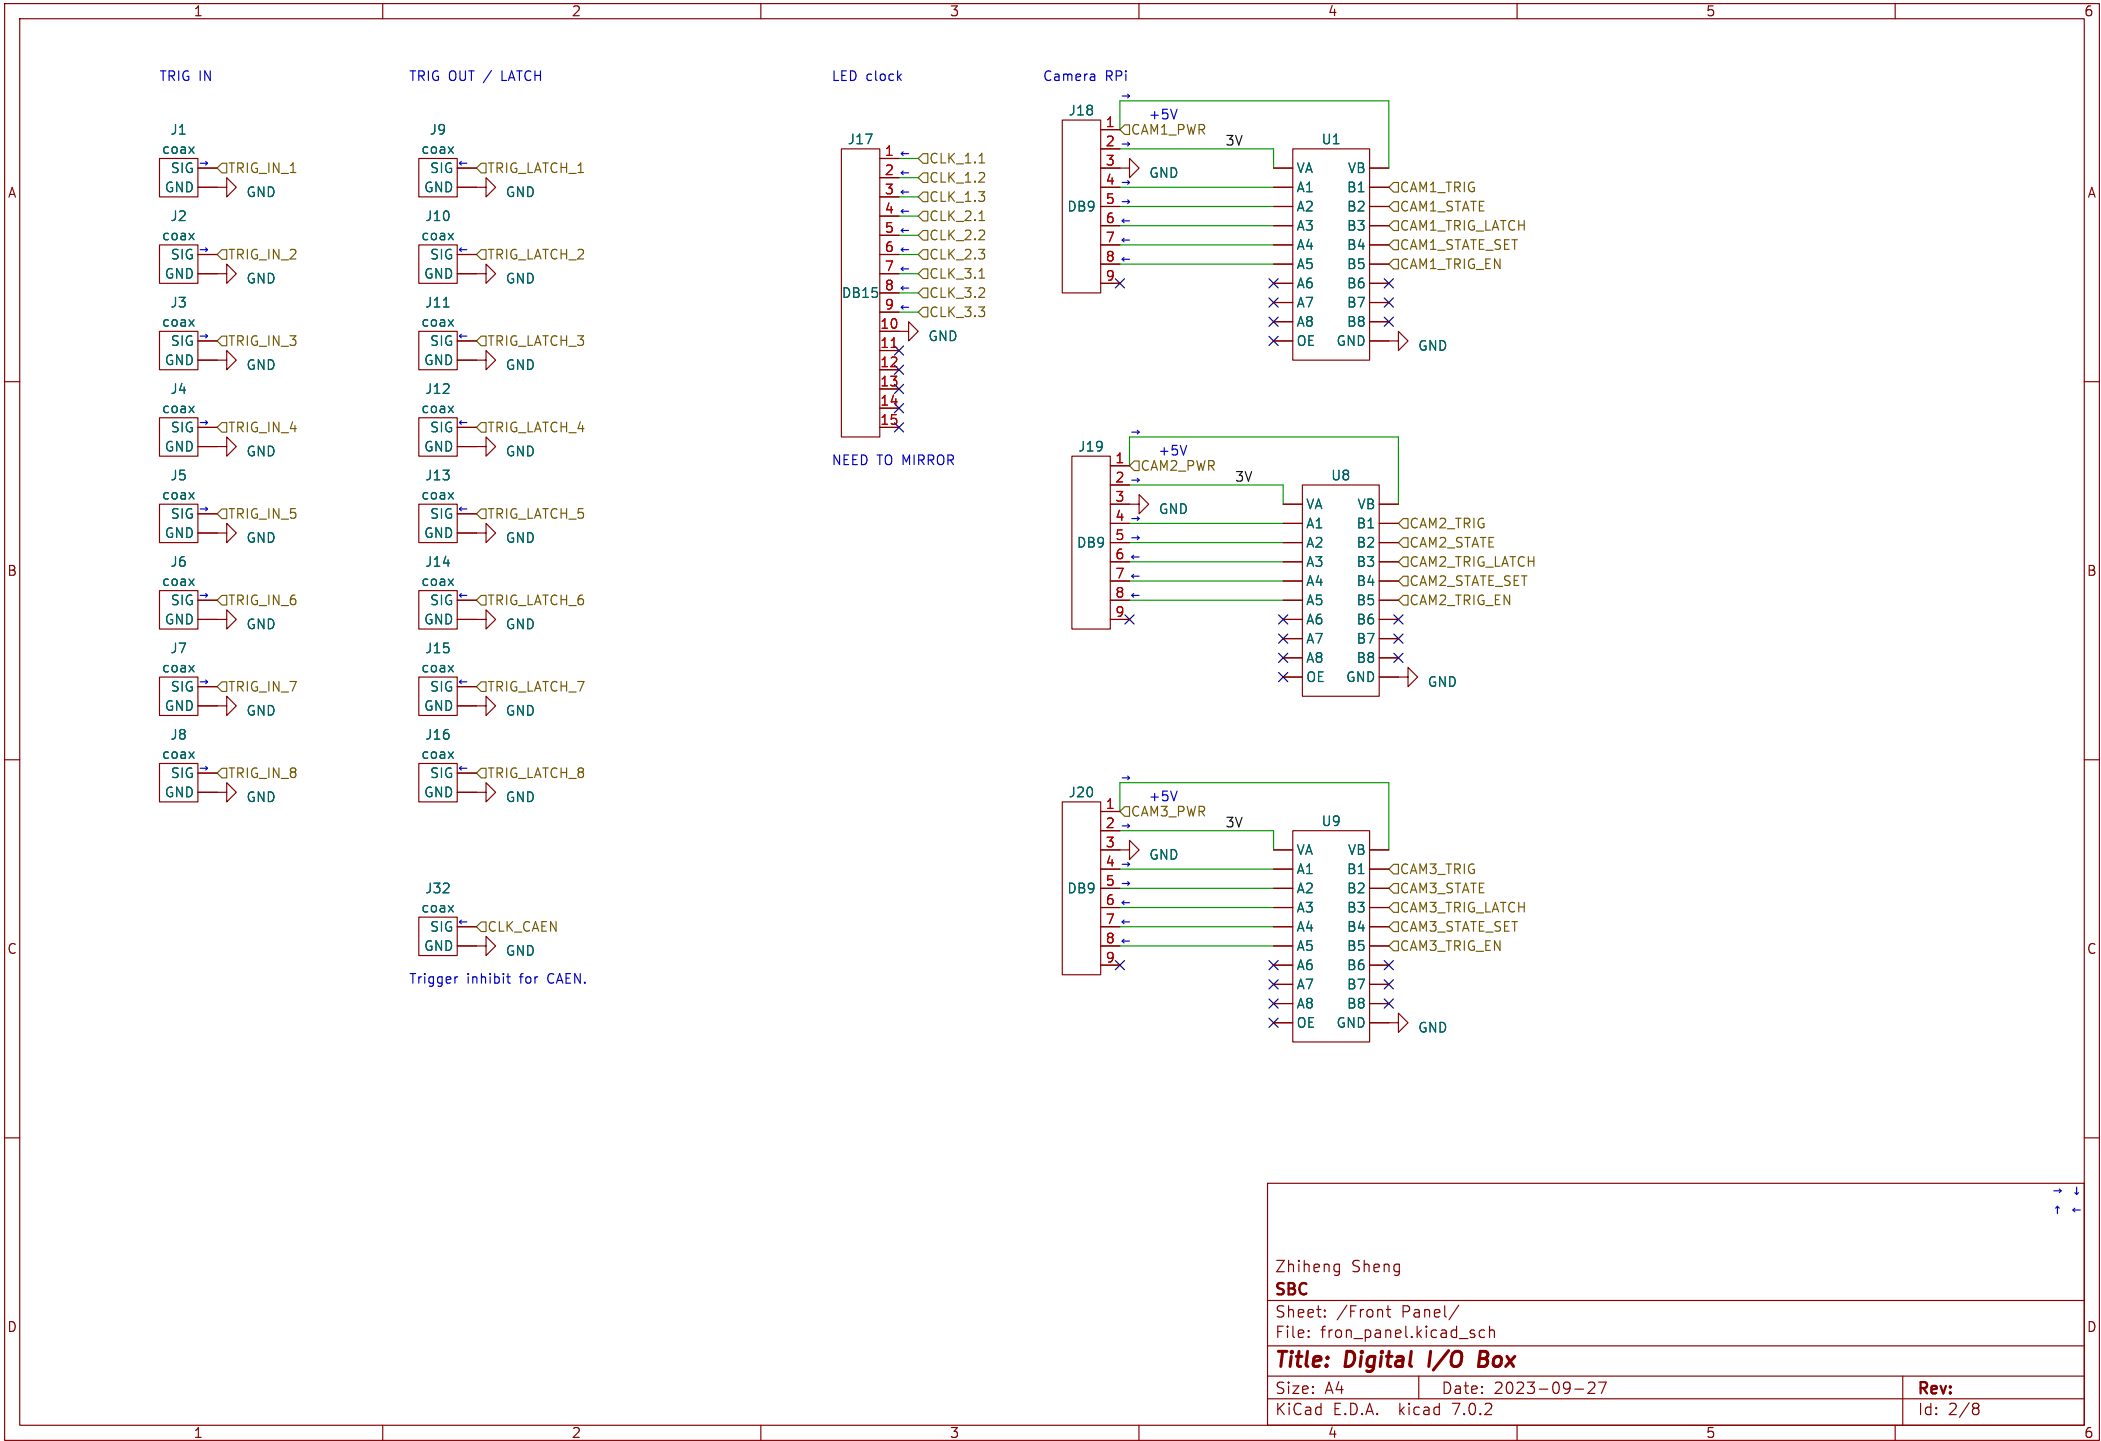 1 2 3 4 5 6
A
B
C
D
A
B
C
D
TRIG IN
J1
coax
SIG → TRIG_IN_1
GND GND
J2
coax
SIG → TRIG_IN_2
GND GND
J3
coax
SIG → TRIG_IN_3
GND GND
J4
coax
SIG → TRIG_IN_4
GND GND
J5
coax
SIG → TRIG_IN_5
GND GND
J6
coax
SIG → TRIG_IN_6
GND GND
J7
coax
SIG → TRIG_IN_7
GND GND
J8
coax
SIG → TRIG_IN_8
GND GND
TRIG OUT / LATCH
J9
coax
SIG ← TRIG_LATCH_1
GND GND
J10
coax
SIG ← TRIG_LATCH_2
GND GND
J11
coax
SIG ← TRIG_LATCH_3
GND GND
J12
coax
SIG ← TRIG_LATCH_4
GND GND
J13
coax
SIG ← TRIG_LATCH_5
GND GND
J14
coax
SIG ← TRIG_LATCH_6
GND GND
J15
coax
SIG ← TRIG_LATCH_7
GND GND
J16
coax
SIG ← TRIG_LATCH_8
GND GND
J32
coax
SIG ← CLK_CAEN
GND GND
Trigger inhibit for CAEN.
LED clock
J17
DB15
1 ← CLK_1.1
2 ← CLK_1.2
3 ← CLK_1.3
4 ← CLK_2.1
5 ← CLK_2.2
6 ← CLK_2.3
7 ← CLK_3.1
8 ← CLK_3.2
9 ← CLK_3.3
10 GND
11
12
13
14
15
NEED TO MIRROR
Camera RPi
J18
DB9
→
+5V
1 CAM1_PWR
2 → 3V
3 GND
4 →
5 →
6 ←
7 ←
8 ←
9
U1
VA VB
A1 B1 CAM1_TRIG
A2 B2 CAM1_STATE
A3 B3 CAM1_TRIG_LATCH
A4 B4 CAM1_STATE_SET
A5 B5 CAM1_TRIG_EN
A6 B6
A7 B7
A8 B8
OE GND GND
J19
DB9
→
+5V
1 CAM2_PWR
2 → 3V
3 GND
4 →
5 →
6 ←
7 ←
8 ←
9
U8
VA VB
A1 B1 CAM2_TRIG
A2 B2 CAM2_STATE
A3 B3 CAM2_TRIG_LATCH
A4 B4 CAM2_STATE_SET
A5 B5 CAM2_TRIG_EN
A6 B6
A7 B7
A8 B8
OE GND GND
J20
DB9
→
+5V
1 CAM3_PWR
2 → 3V
3 GND
4 →
5 →
6 ←
7 ←
8 ←
9
U9
VA VB
A1 B1 CAM3_TRIG
A2 B2 CAM3_STATE
A3 B3 CAM3_TRIG_LATCH
A4 B4 CAM3_STATE_SET
A5 B5 CAM3_TRIG_EN
A6 B6
A7 B7
A8 B8
OE GND GND
→ ↓
↑ ←
Zhiheng Sheng
SBC
Sheet: /Front Panel/
File: fron_panel.kicad_sch
Title: Digital I/O Box
Size: A4 Date: 2023-09-27 Rev:
KiCad E.D.A. kicad 7.0.2 Id: 2/8
1 2 3 4 5 6